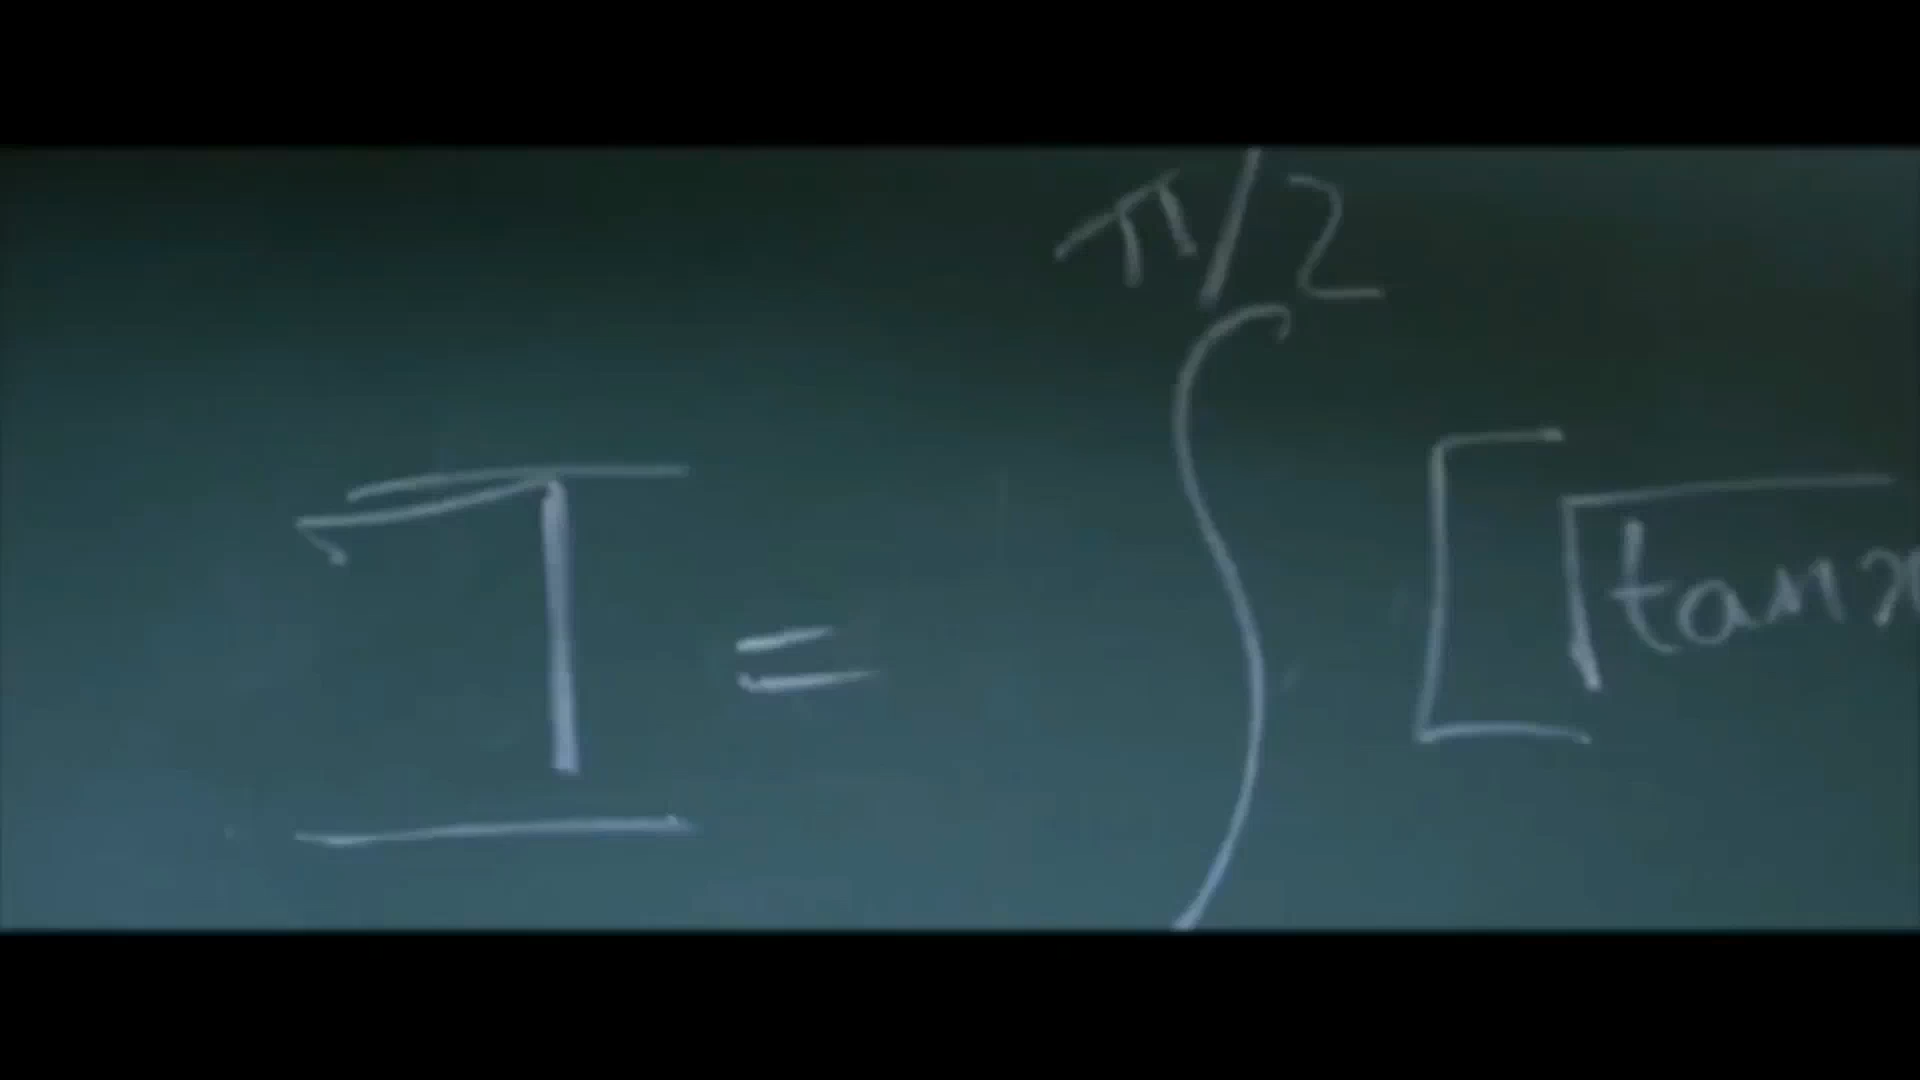 I = ∫ π/2 [√tanx